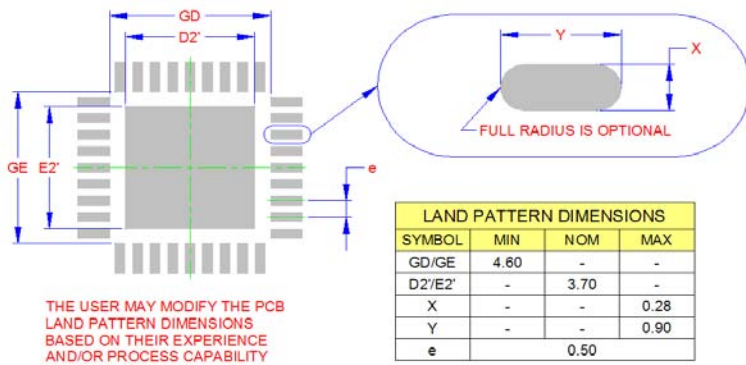 GD
D2'
GE
E2'
e
Y
X
FULL RADIUS IS OPTIONAL
THE USER MAY MODIFY THE PCB
LAND PATTERN DIMENSIONS
BASED ON THEIR EXPERIENCE
AND/OR PROCESS CAPABILITY
LAND PATTERN DIMENSIONS
SYMBOL MIN NOM MAX
GD/GE 4.60 - -
D2'/E2' - 3.70 -
X - - 0.28
Y - - 0.90
e 0.50